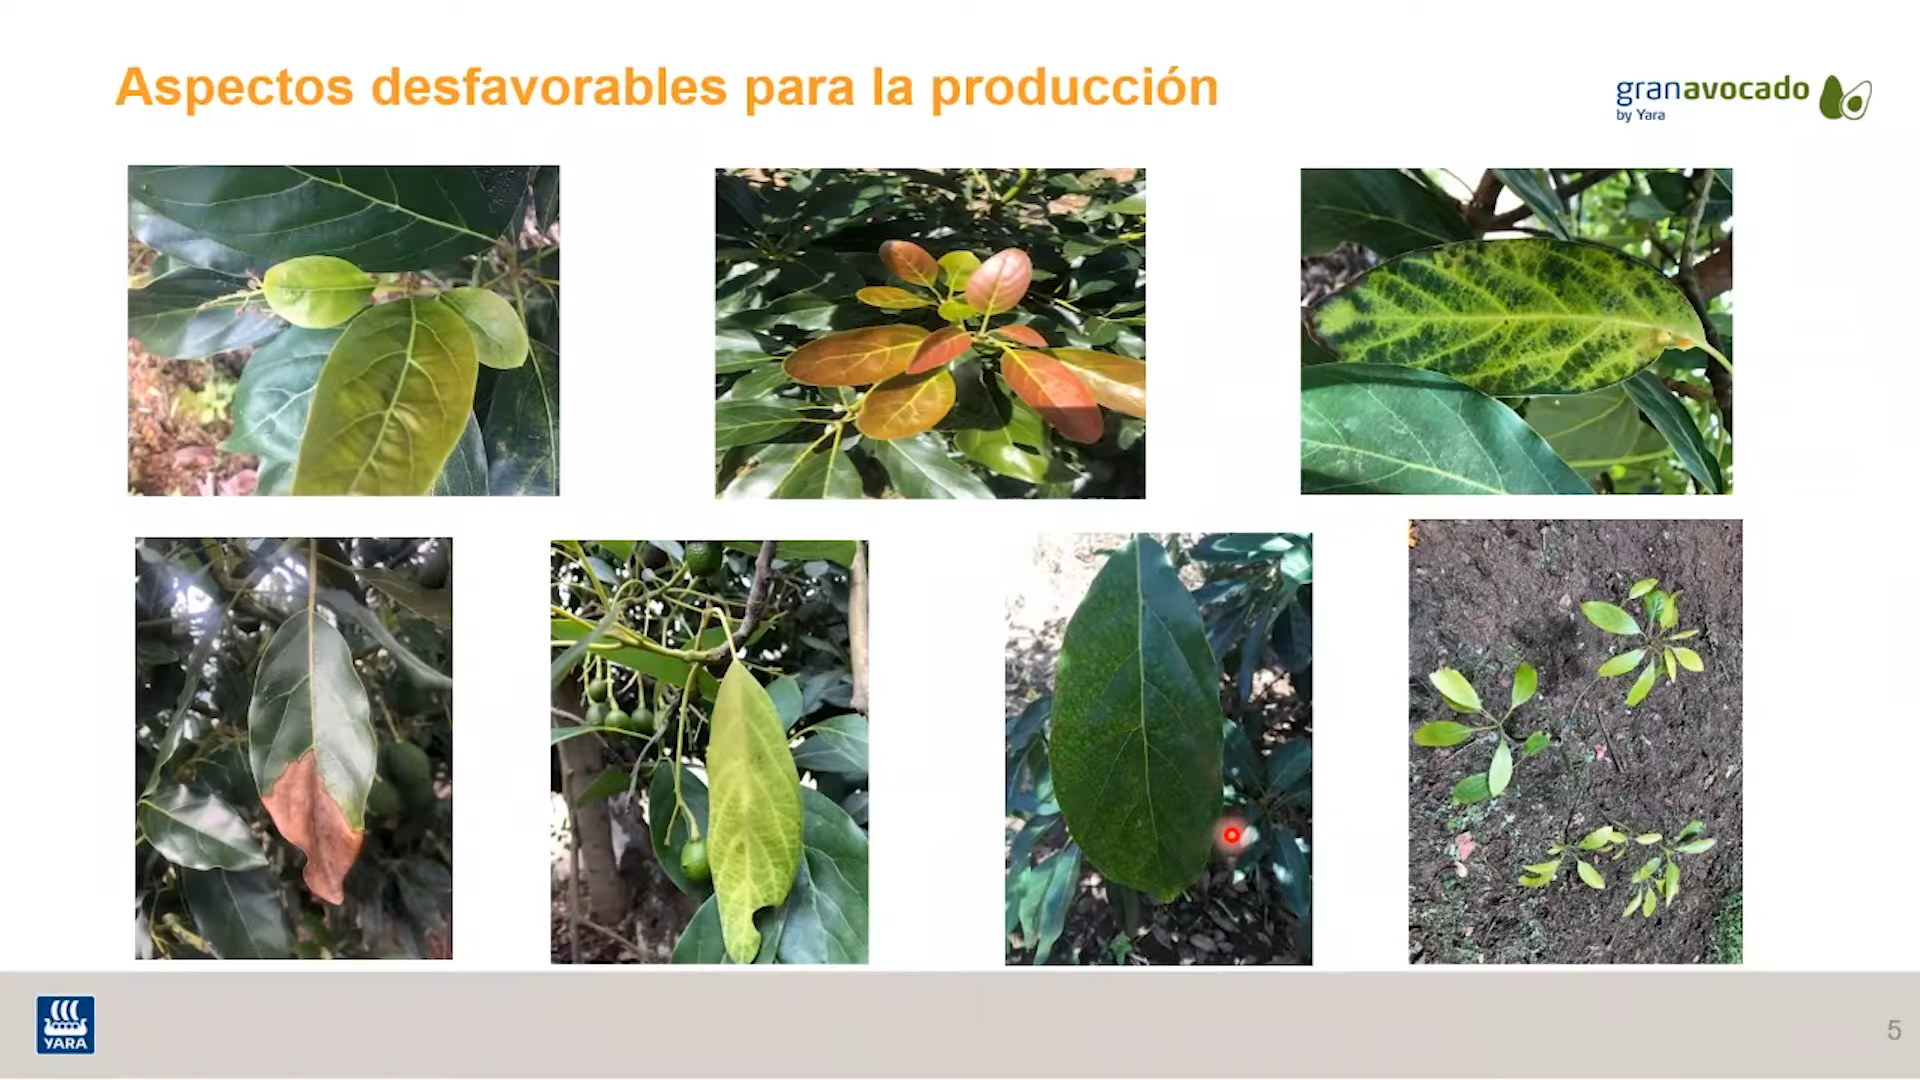 Aspectos desfavorables para la producción
granavocado
by Yara
YARA
5